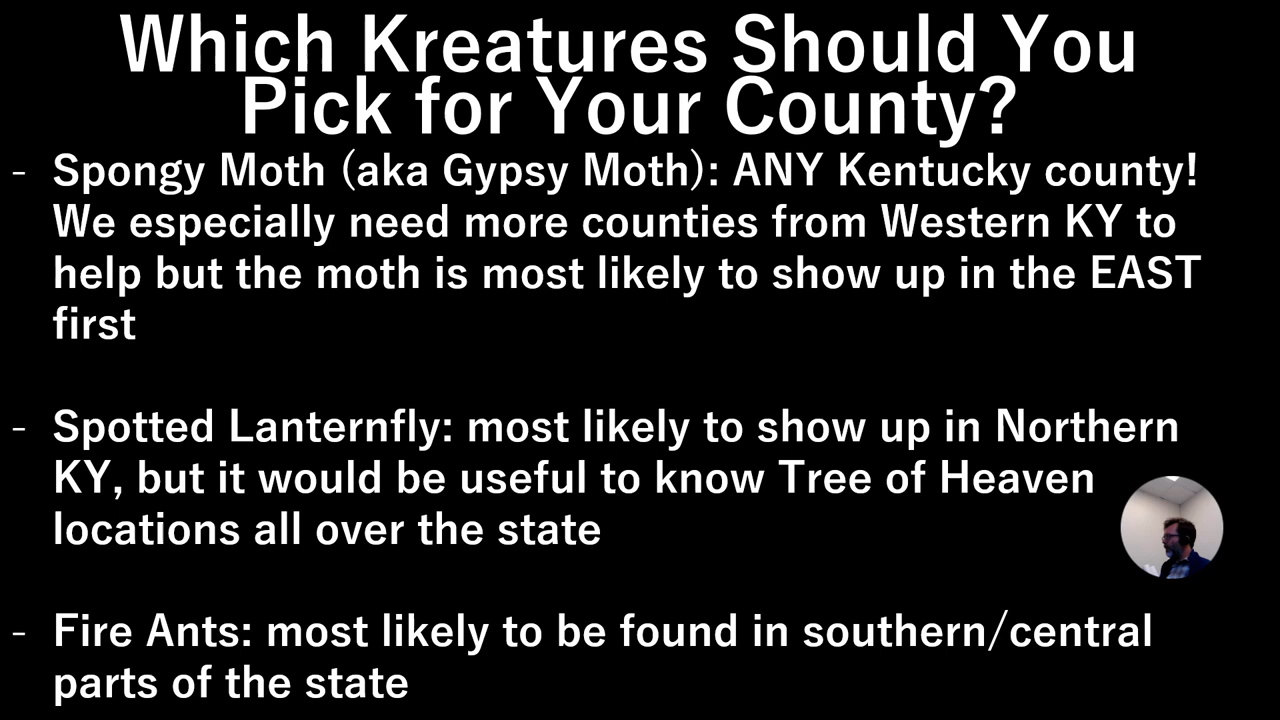 Which Kreatures Should You
Pick for Your County?
- Spongy Moth (aka Gypsy Moth): ANY Kentucky county!
We especially need more counties from Western KY to
help but the moth is most likely to show up in the EAST
first
- Spotted Lanternfly: most likely to show up in Northern
KY, but it would be useful to know Tree of Heaven
locations all over the state
- Fire Ants: most likely to be found in southern/central
parts of the state